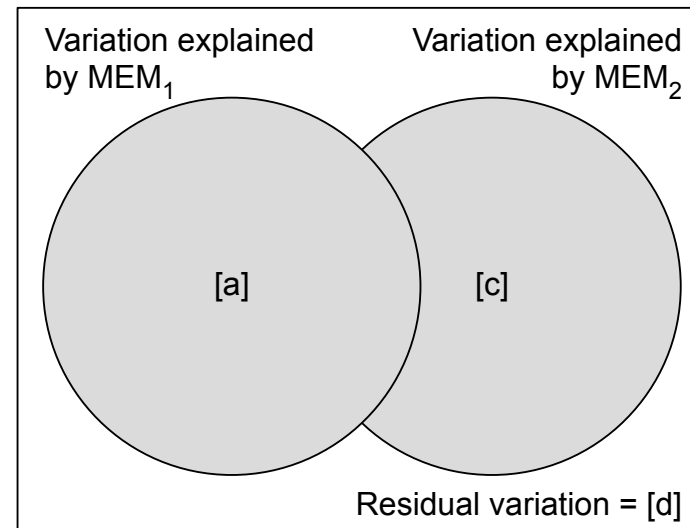 Variation explained
by MEM₁
Variation explained
by MEM₂
[a]
[c]
Residual variation = [d]